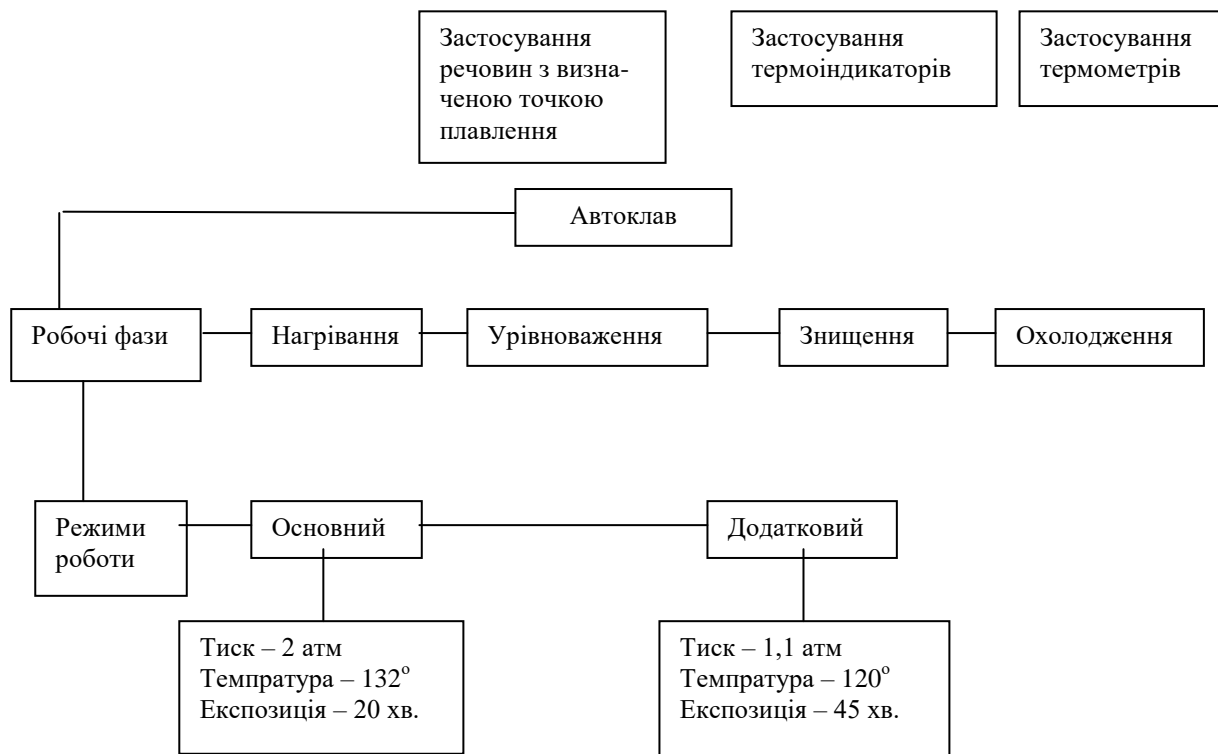 Застосування
речовин з визна-
ченою точкою
плавлення
Застосування
термоіндикаторів
Застосування
термометрів
Автоклав
Робочі фази
Нагрівання
Урівноваження
Знищення
Охолодження
Режими
роботи
Основний
Додатковий
Тиск – 2 атм
Темпратура – 132°
Експозиція – 20 хв.
Тиск – 1,1 атм
Темпратура – 120°
Експозиція – 45 хв.